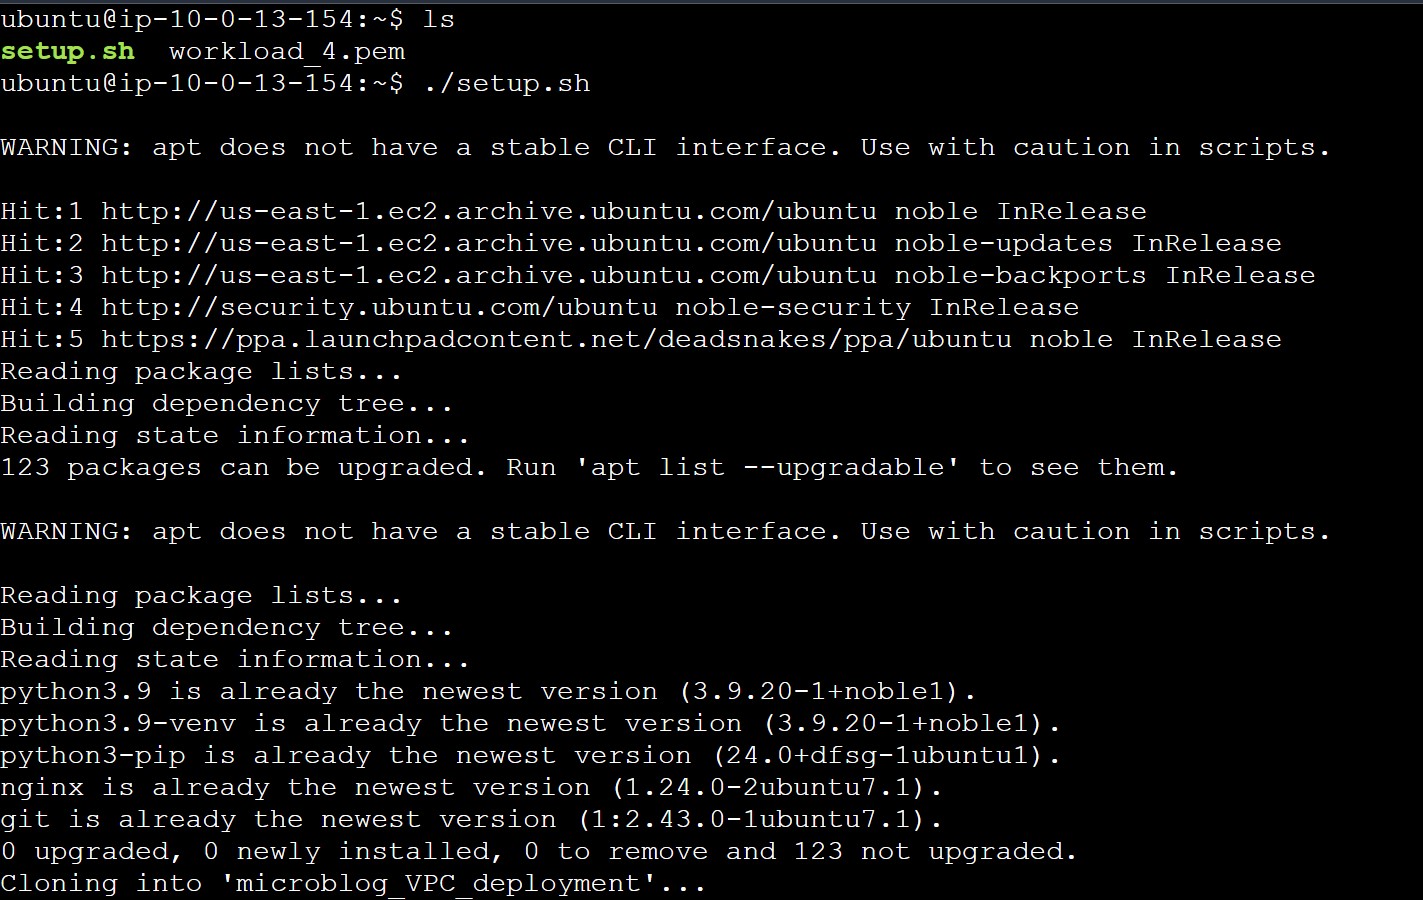 ubuntu@ip-10-0-13-154:~$ ls
setup.sh  workload_4.pem
ubuntu@ip-10-0-13-154:~$ ./setup.sh
WARNING: apt does not have a stable CLI interface. Use with caution in scripts.
Hit:1 http://us-east-1.ec2.archive.ubuntu.com/ubuntu noble InRelease
Hit:2 http://us-east-1.ec2.archive.ubuntu.com/ubuntu noble-updates InRelease
Hit:3 http://us-east-1.ec2.archive.ubuntu.com/ubuntu noble-backports InRelease
Hit:4 http://security.ubuntu.com/ubuntu noble-security InRelease
Hit:5 https://ppa.launchpadcontent.net/deadsnakes/ppa/ubuntu noble InRelease
Reading package lists...
Building dependency tree...
Reading state information...
123 packages can be upgraded. Run 'apt list --upgradable' to see them.
WARNING: apt does not have a stable CLI interface. Use with caution in scripts.
Reading package lists...
Building dependency tree...
Reading state information...
python3.9 is already the newest version (3.9.20-1+noble1).
python3.9-venv is already the newest version (3.9.20-1+noble1).
python3-pip is already the newest version (24.0+dfsg-1ubuntu1).
nginx is already the newest version (1.24.0-2ubuntu7.1).
git is already the newest version (1:2.43.0-1ubuntu7.1).
0 upgraded, 0 newly installed, 0 to remove and 123 not upgraded.
Cloning into 'microblog_VPC_deployment'...